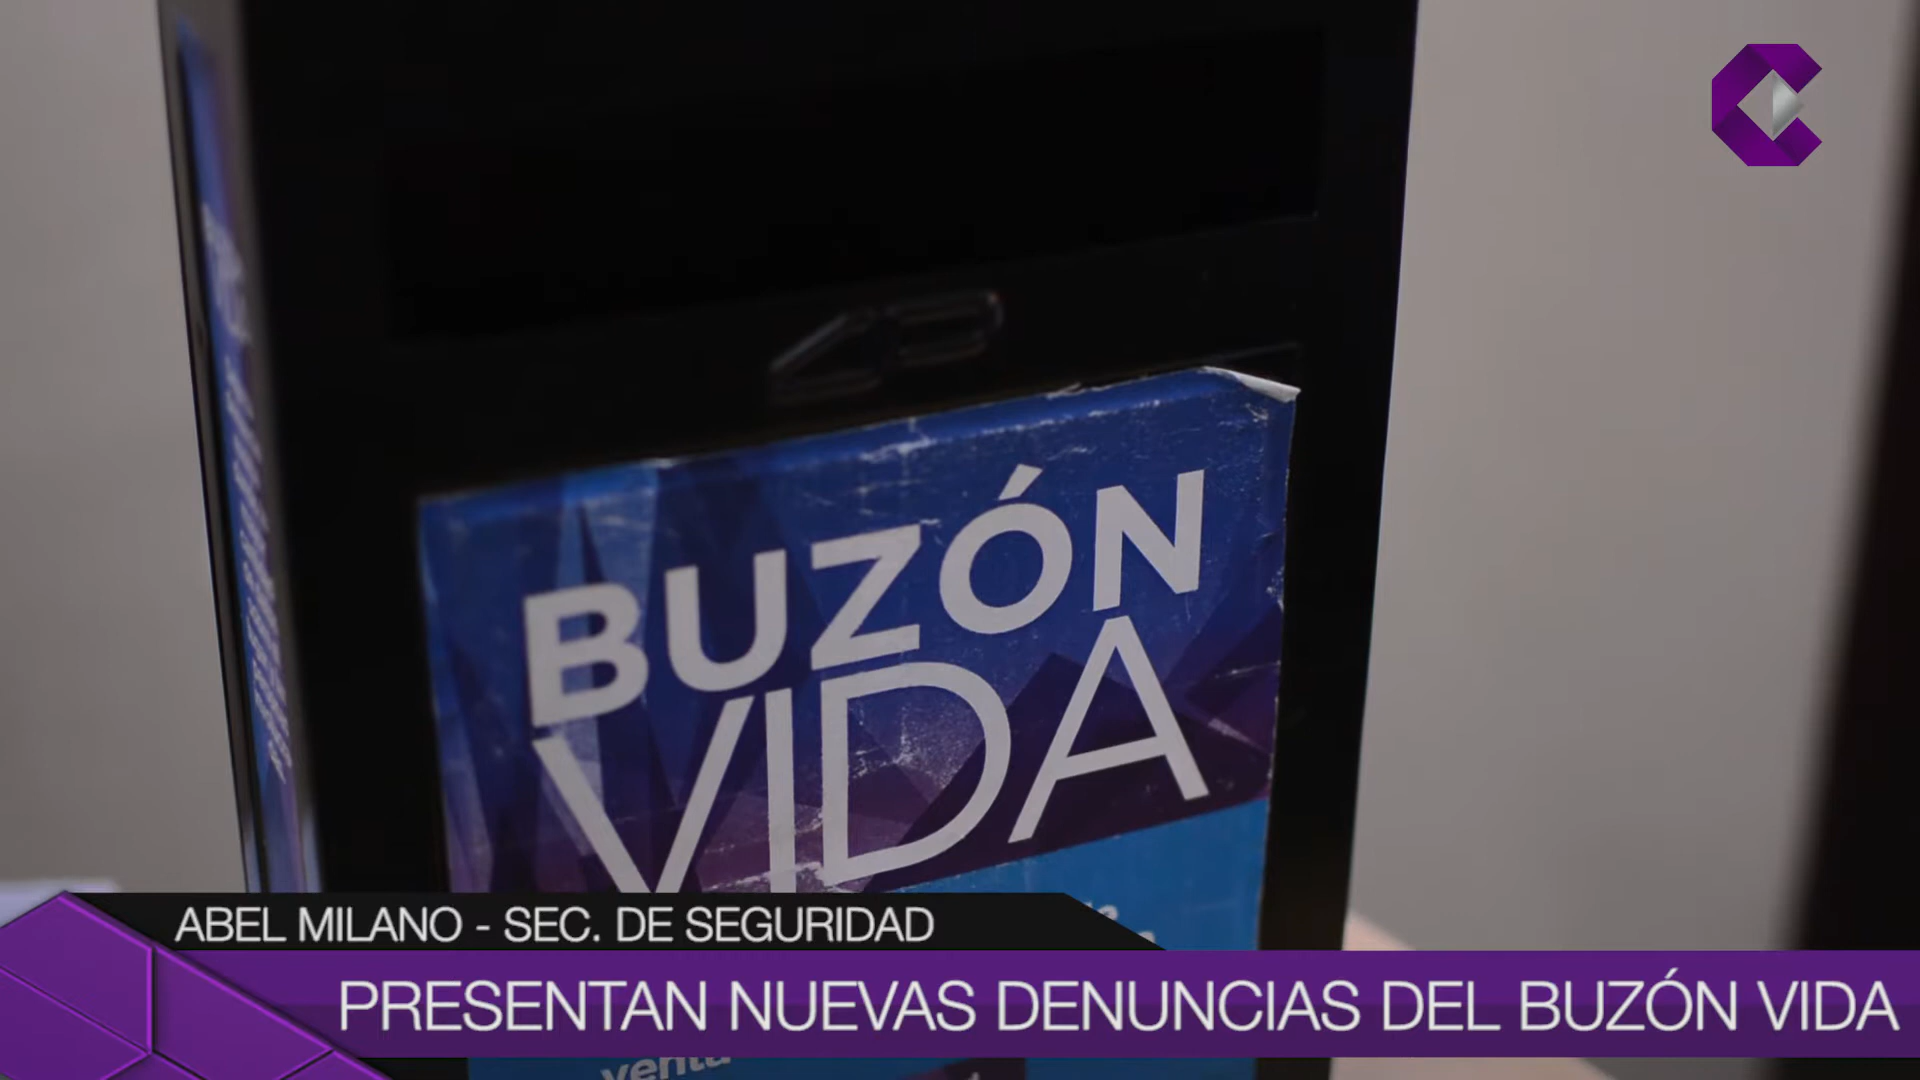 BUZÓN
VIDA
ABEL MILANO - SEC. DE SEGURIDAD
PRESENTAN NUEVAS DENUNCIAS DEL BUZÓN VIDA